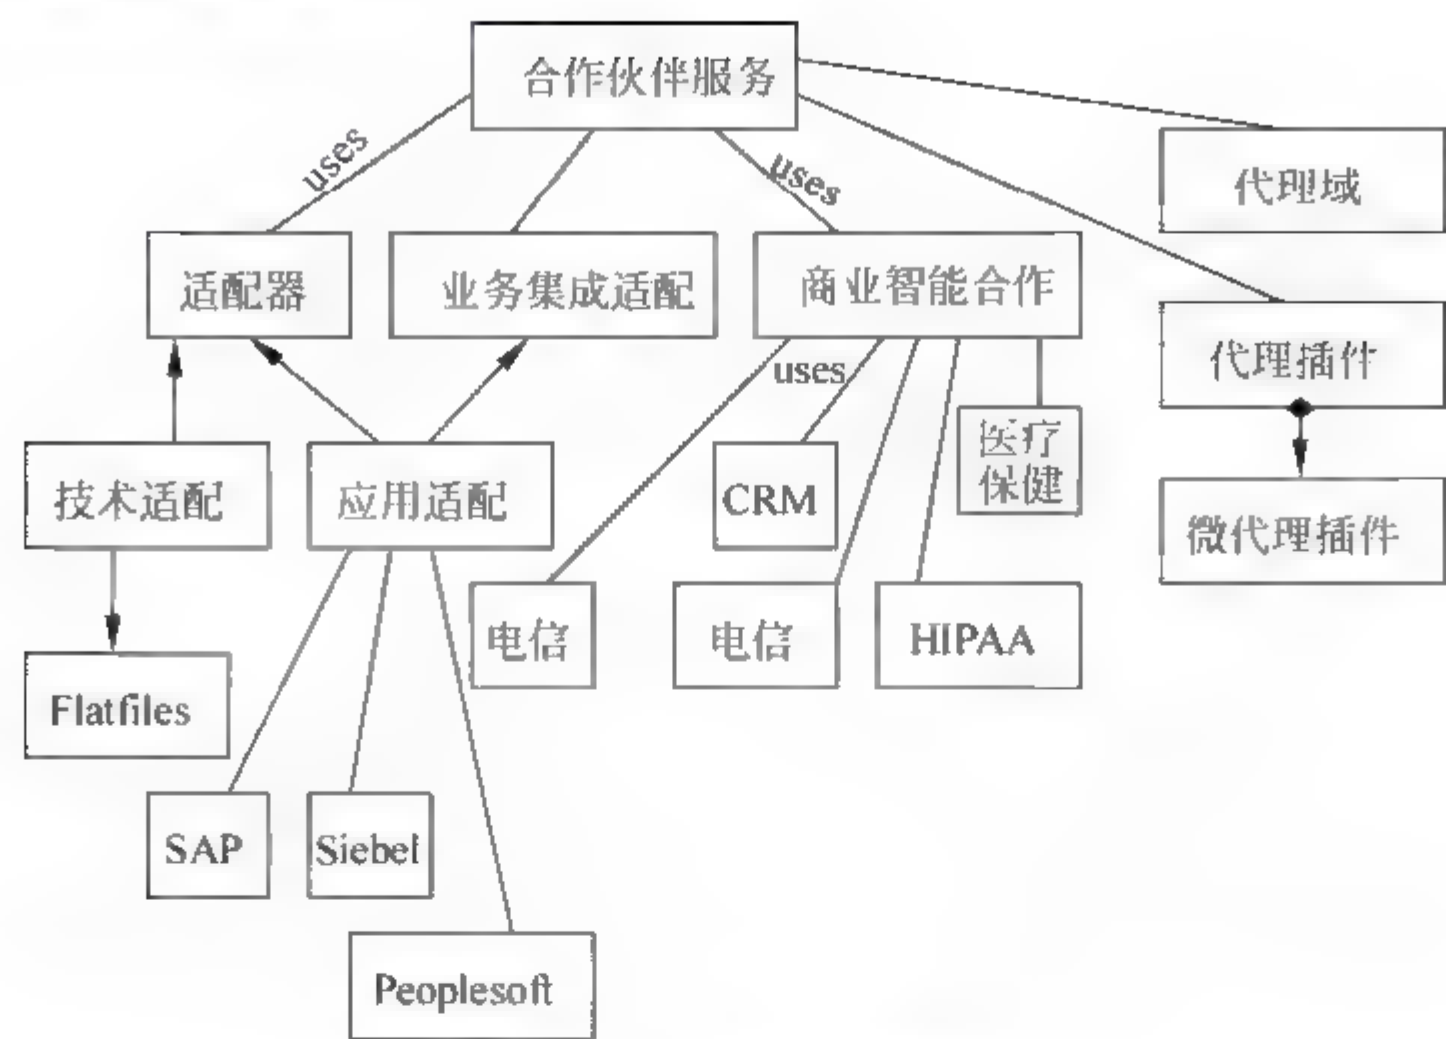 合作伙伴服务
uses
uses
代理域
适配器
业务集成适配
商业智能合作
代理插件
uses
医疗
保健
技术适配
应用适配
CRM
微代理插件
电信
电信
HIPAA
Flatfiles
SAP
Siebel
Peoplesoft